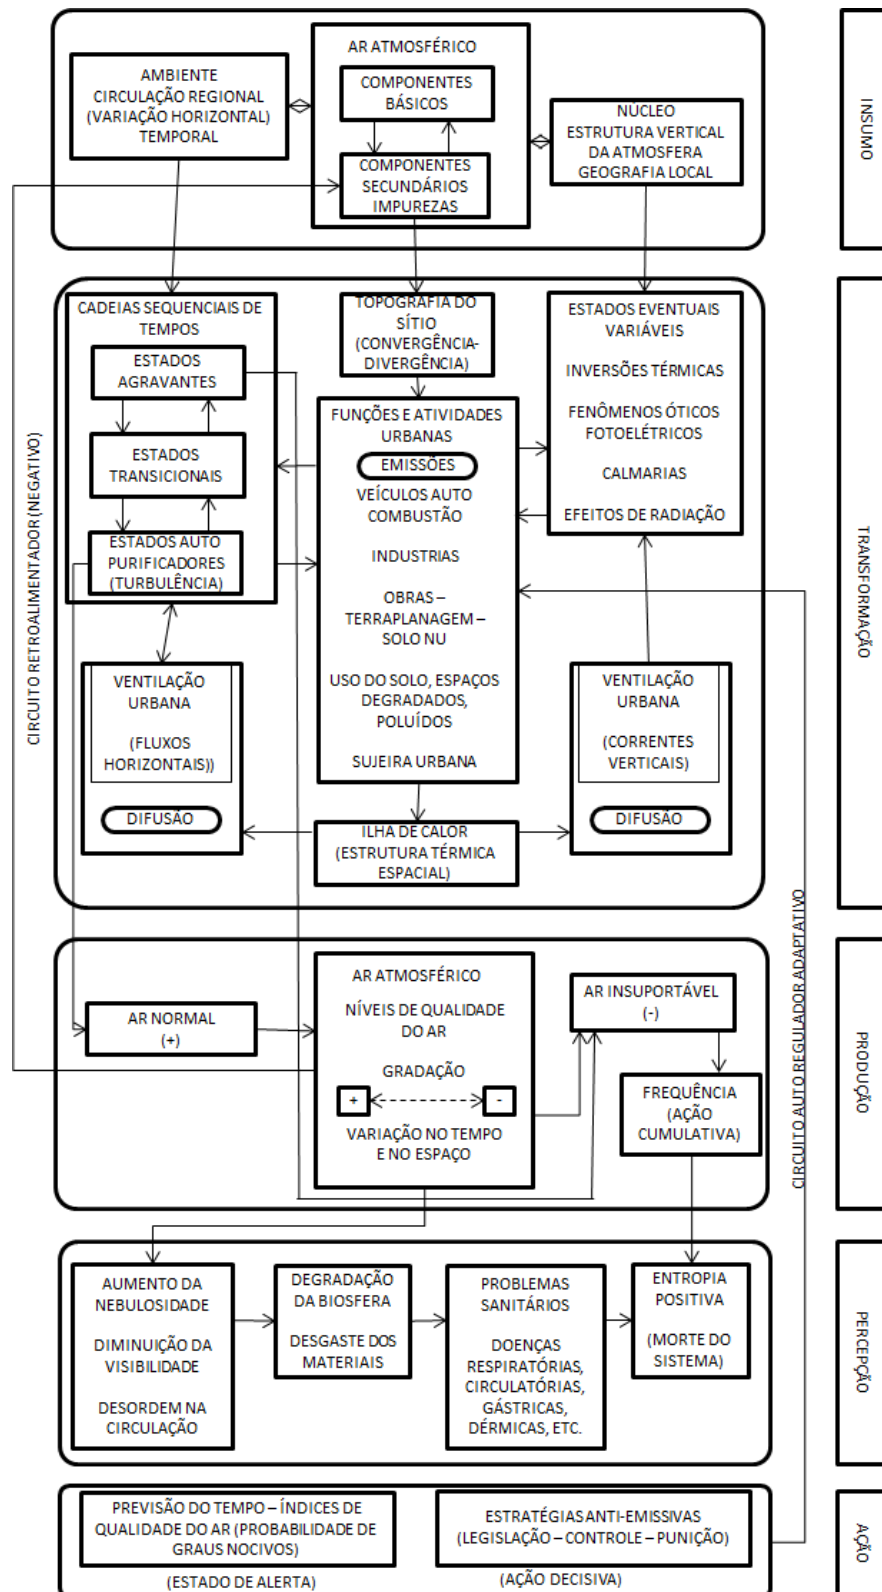 AR ATMOSFÉRICO
AMBIENTE
CIRCULAÇÃO REGIONAL
(VARIAÇÃO HORIZONTAL)
TEMPORAL
COMPONENTES
BÁSICOS
COMPONENTES
SECUNDÁRIOS
IMPUREZAS
NÚCLEO
ESTRUTURA VERTICAL
DA ATMOSFERA
GEOGRAFIA LOCAL
INSUMO
CADEIAS SEQUENCIAIS DE
TEMPOS
ESTADOS
AGRAVANTES
ESTADOS
TRANSICIONAIS
ESTADOS AUTO
PURIFICADORES
(TURBULÊNCIA)
TOPOGRAFIA DO
SÍTIO
(CONVERGÊNCIA-
DIVERGÊNCIA)
FUNÇÕES E ATIVIDADES
URBANAS
EMISSÕES
VEÍCULOS AUTO
COMBUSTÃO
INDUSTRIAS
OBRAS –
TERRAPLANAGEM –
SOLO NU
USO DO SOLO, ESPAÇOS
DEGRADADOS,
POLUÍDOS
SUJEIRA URBANA
ESTADOS EVENTUAIS
VARIÁVEIS
INVERSÕES TÉRMICAS
FENÔMENOS ÓTICOS
FOTOELÉTRICOS
CALMARIAS
EFEITOS DE RADIAÇÃO
VENTILAÇÃO
URBANA
(FLUXOS
HORIZONTAIS))
DIFUSÃO
ILHA DE CALOR
(ESTRUTURA TÉRMICA
ESPACIAL)
VENTILAÇÃO
URBANA
(CORRENTES
VERTICAIS)
DIFUSÃO
TRANSFORMAÇÃO
CIRCUITO RETROALIMENTADOR (NEGATIVO)
CIRCUITO AUTO REGULADOR ADAPTATIVO
AR NORMAL
(+)
AR ATMOSFÉRICO
NÍVEIS DE QUALIDADE
DO AR
GRADAÇÃO
+
-
VARIAÇÃO NO TEMPO
E NO ESPAÇO
AR INSUPORTÁVEL
(-)
FREQUÊNCIA
(AÇÃO
CUMULATIVA)
PRODUÇÃO
AUMENTO DA
NEBULOSIDADE
DIMINUIÇÃO DA
VISIBILIDADE
DESORDEM NA
CIRCULAÇÃO
DEGRADAÇÃO
DA BIOSFERA
DESGASTE DOS
MATERIAIS
PROBLEMAS
SANITÁRIOS
DOENÇAS
RESPIRATÓRIAS,
CIRCULATÓRIAS,
GÁSTRICAS,
DÉRMICAS, ETC.
ENTROPIA
POSITIVA
(MORTE DO
SISTEMA)
PERCEPÇÃO
PREVISÃO DO TEMPO – ÍNDICES DE
QUALIDADE DO AR (PROBABILIDADE DE
GRAUS NOCIVOS)
(ESTADO DE ALERTA)
ESTRATÉGIAS ANTI-EMISSIVAS
(LEGISLAÇÃO – CONTROLE – PUNIÇÃO)
(AÇÃO DECISIVA)
AÇÃO